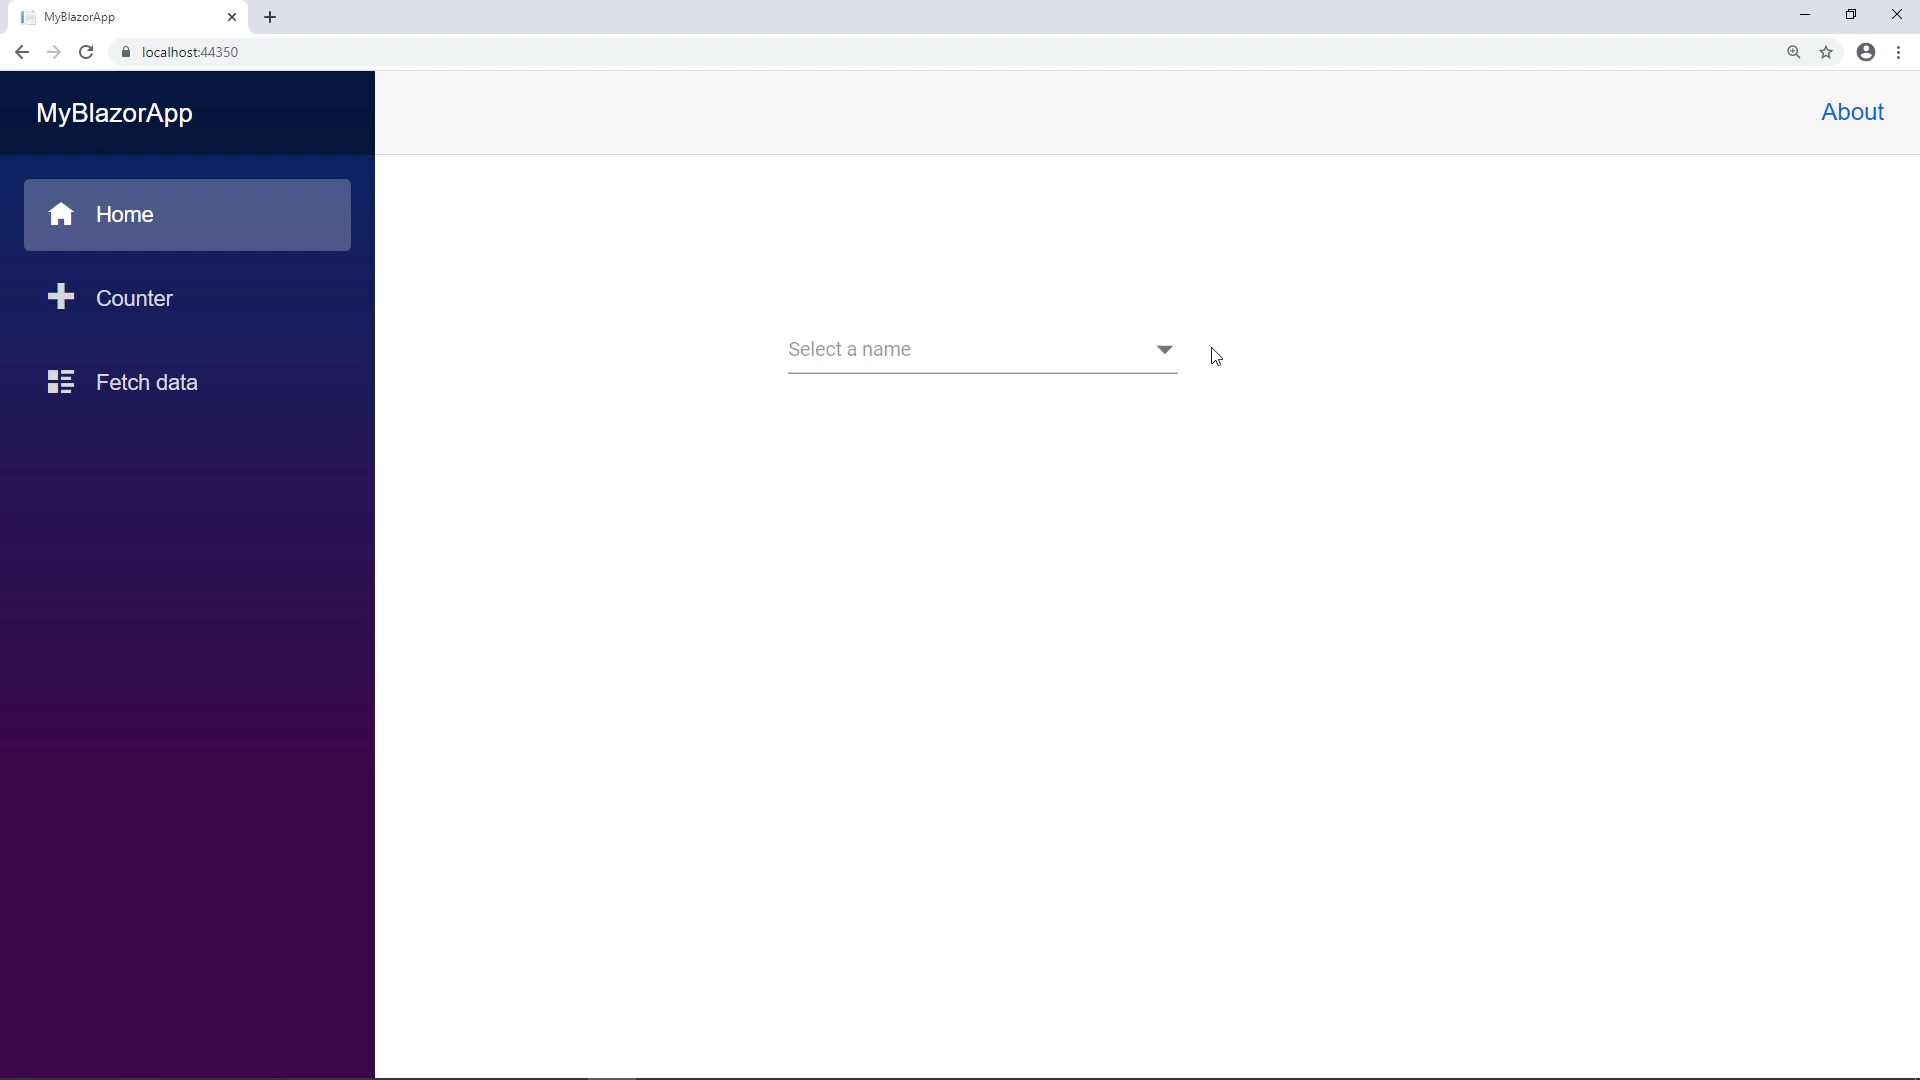 MyBlazorApp
localhost:44350
MyBlazorApp
About
Home
Counter
Fetch data
Select a name